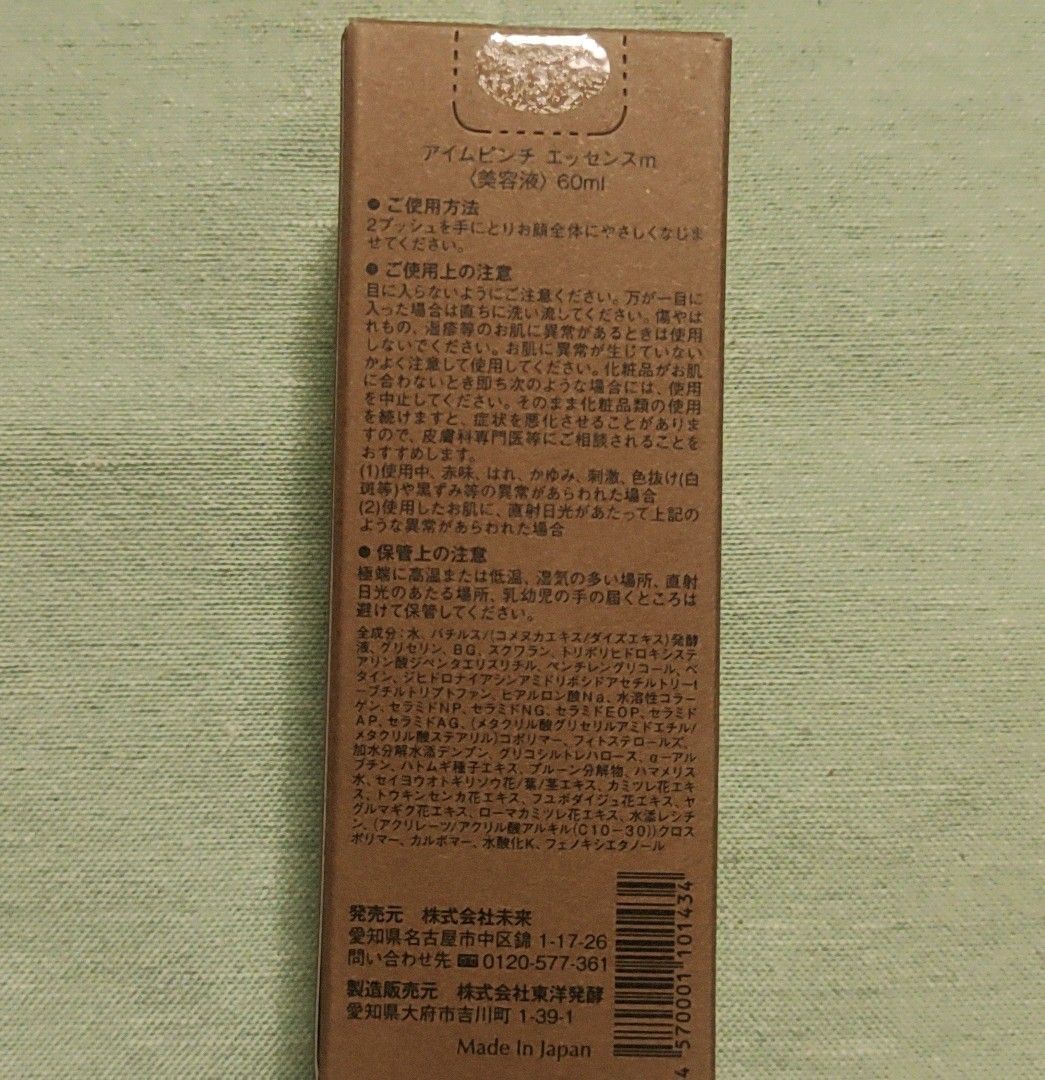 アイムピンチ エッセンスm
〈美容液〉 60ml
● ご使用方法
2プッシュを手にとりお顔全体にやさしくなじま
せてください。
● ご使用上の注意
目に入らないようにご注意ください。万が一目に
入った場合は直ちに洗い流してください。傷やは
れもの、湿疹等のお肌に異常があるときは使用
しないでください。お肌に異常が生じていない
かよく注意して使用してください。化粧品がお肌
に合わないとき即ち次のような場合には、使用
を中止してください。そのまま化粧品類の使用
を続けますと、症状を悪化させることがありま
すので、皮膚科専門医等にご相談されることを
おすすめします。
(1)使用中、赤味、はれ、かゆみ、刺激、色抜け(白
斑等)や黒ずみ等の異常があらわれた場合
(2)使用したお肌に、直射日光があたって上記の
ような異常があらわれた場合
● 保管上の注意
極端に高温または低温、湿気の多い場所、直射
日光のあたる場所、乳幼児の手の届くところは
避けて保管してください。
全成分：水、バチルス/(コメヌカエキス/ダイズエキス)発酵
液、グリセリン、BG、スクワラン、トリポリヒドロキシステ
アリン酸ジペンタエリスリチル、ペンチレングリコール、ベ
タイン、ジヒドロナイアシンアミドリボシドアセチルトリーt
ーブチルトリプトファン、ヒアルロン酸Na、水溶性コラー
ゲン、セラミドNP、セラミドNG、セラミドEOP、セラミド
AP、セラミドAG、(メタクリル酸グリセリルアミドエチル/
メタクリル酸ステアリル)コポリマー、フィトステロールズ、
加水分解水添デンプン、グリコシルトレハロース、α-アル
ブチン、ハトムギ種子エキス、プルーン分解物、ハマメリス
水、セイヨウオトギリソウ花/葉/茎エキス、カミツレ花エキ
ス、トウキンセンカ花エキス、フユボダイジュ花エキス、ヤ
グルマギク花エキス、ローマカミツレ花エキス、水添レシチ
ン、(アクリレーツ/アクリル酸アルキル(C10-30))クロス
ポリマー、カルボマー、水酸化K、フェノキシエタノール
発売元 株式会社未来
愛知県名古屋市中区錦 1-17-26
問い合わせ先 0120-577-361
製造販売元 株式会社東洋発酵
愛知県大府市吉川町 1-39-1
Made In Japan
4 570001 101434